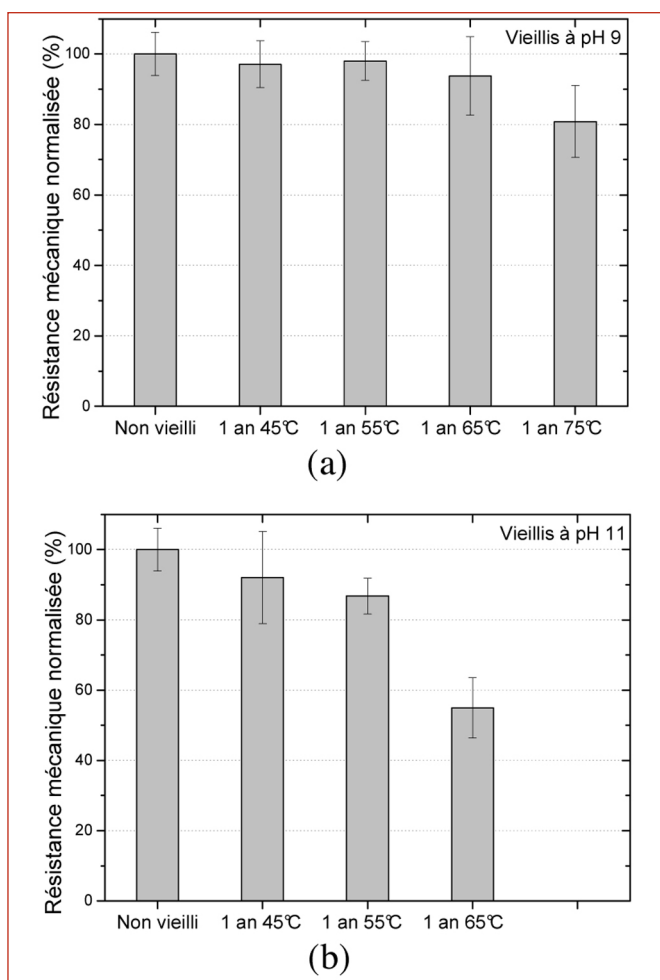 Résistance mécanique normalisée (%)
Vieillis à pH 9
100
80
60
40
20
0
Non vieilli 1 an 45°C 1 an 55°C 1 an 65°C 1 an 75°C
(a)
Résistance mécanique normalisée (%)
Vieillis à pH 11
100
80
60
40
20
0
Non vieilli 1 an 45°C 1 an 55°C 1 an 65°C
(b)